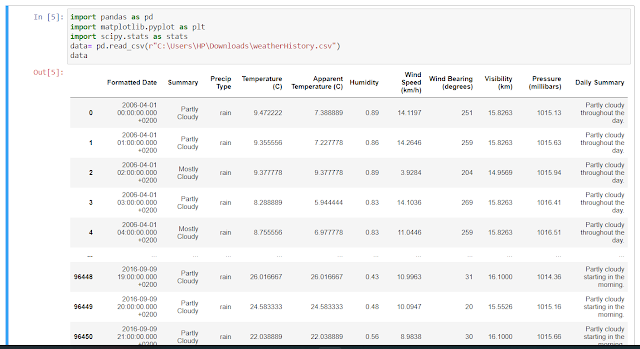 In [5]: import pandas as pd
import matplotlib.pyplot as plt
import scipy.stats as stats
data= pd.read_csv(r"C:\Users\HP\Downloads\weatherHistory.csv")
data
Out[5]:
Formatted Date Summary Precip Type Temperature (C) Apparent Temperature (C) Humidity Wind Speed (km/h) Wind Bearing (degrees) Visibility (km) Pressure (millibars) Daily Summary
0 2006-04-01 00:00:00.000 +0200 Partly Cloudy rain 9.472222 7.388889 0.89 14.1197 251 15.8263 1015.13 Partly cloudy throughout the day.
1 2006-04-01 01:00:00.000 +0200 Partly Cloudy rain 9.355556 7.227778 0.86 14.2646 259 15.8263 1015.63 Partly cloudy throughout the day.
2 2006-04-01 02:00:00.000 +0200 Mostly Cloudy rain 9.377778 9.377778 0.89 3.9284 204 14.9569 1015.94 Partly cloudy throughout the day.
3 2006-04-01 03:00:00.000 +0200 Partly Cloudy rain 8.288889 5.944444 0.83 14.1036 269 15.8263 1016.41 Partly cloudy throughout the day.
4 2006-04-01 04:00:00.000 +0200 Mostly Cloudy rain 8.755556 6.977778 0.83 11.0446 259 15.8263 1016.51 Partly cloudy throughout the day.
... ... ... ... ... ... ... ... ... ... ... ...
96448 2016-09-09 19:00:00.000 +0200 Partly Cloudy rain 26.016667 26.016667 0.43 10.9963 31 16.1000 1014.36 Partly cloudy starting in the morning.
96449 2016-09-09 20:00:00.000 +0200 Partly Cloudy rain 24.583333 24.583333 0.48 10.0947 20 15.5526 1015.16 Partly cloudy starting in the morning.
96450 2016-09-09 21:00:00.000 +0200 Partly Cloudy rain 22.038889 22.038889 0.56 8.9838 30 16.1000 1015.66 Partly cloudy starting in the morning.